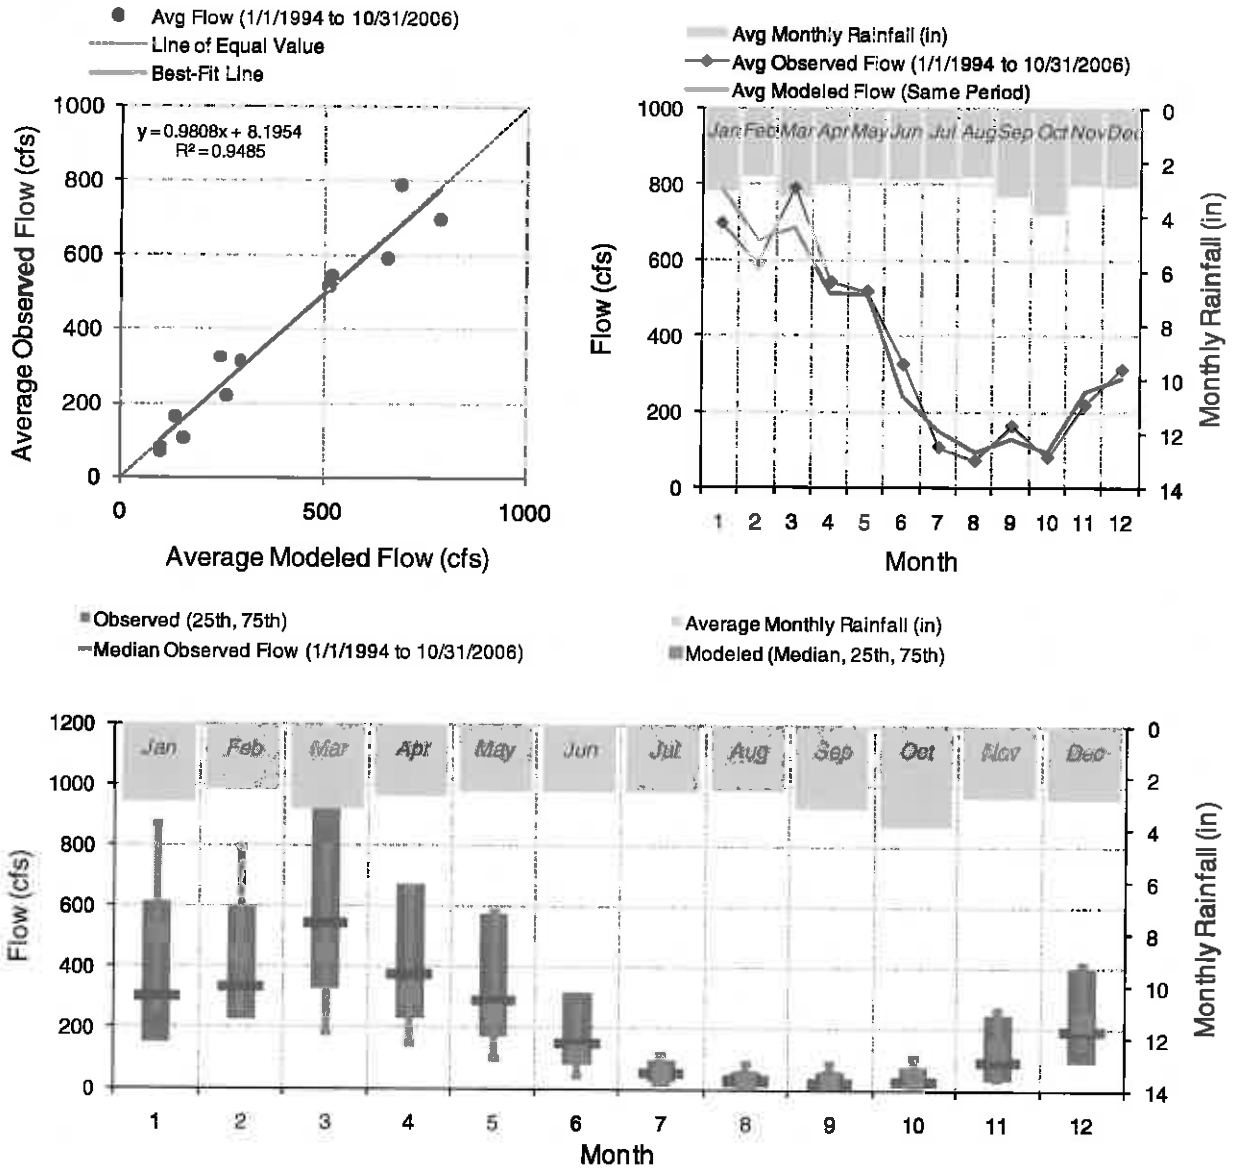 Avg Flow (1/1/1994 to 10/31/2006)
Line of Equal Value
Best-Fit Line
Average Observed Flow (cfs)
1000
800
600
400
200
0
y = 0.9808x + 8.1954
R² = 0.9485
0 500 1000
Average Modeled Flow (cfs)
Avg Monthly Rainfall (in)
Avg Observed Flow (1/1/1994 to 10/31/2006)
Avg Modeled Flow (Same Period)
Flow (cfs)
1000
800
600
400
200
0
Jan Feb Mar Apr May Jun Jul Aug Sep Oct Nov Dec
0
2
4
6
8
10
12
14
Monthly Rainfall (in)
1 2 3 4 5 6 7 8 9 10 11 12
Month
Observed (25th, 75th)
Median Observed Flow (1/1/1994 to 10/31/2006)
Average Monthly Rainfall (in)
Modeled (Median, 25th, 75th)
Flow (cfs)
1200
1000
800
600
400
200
0
Jan Feb Mar Apr May Jun Jul Aug Sep Oct Nov Dec
0
2
4
6
8
10
12
14
Monthly Rainfall (in)
1 2 3 4 5 6 7 8 9 10 11 12
Month